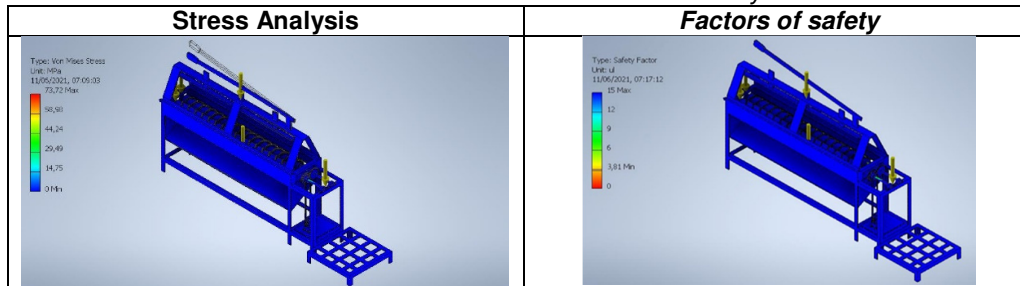 Stress Analysis
Factors of safety
Type: Von Mises Stress
Unit: MPa
11/06/2021, 07:09:03
73,72 Max
58,98
44,24
29,49
14,75
0 Min
Type: Safety Factor
Unit: ul
11/06/2021, 07:17:12
15 Max
12
9
6
3,81 Min
0